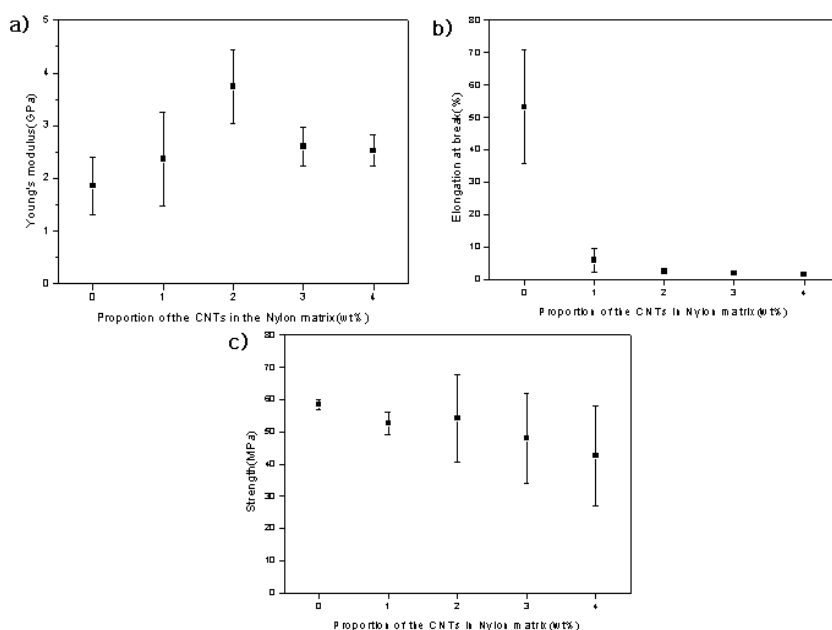 a)
5
4
3
2
1
0
Young's modulus(GPa)
0 1 2 3 4
Proportion of the CNTs in the Nylon matrix(wt%)
b)
80
70
60
50
40
30
20
10
0
Elongation at break(%)
0 1 2 3 4
Proportion of the CNTs in Nylon matrix(wt%)
c)
80
70
60
50
40
30
20
10
0
Strength(MPa)
0 1 2 3 4
Proportion of the CNTs in Nylon matrix(wt%)